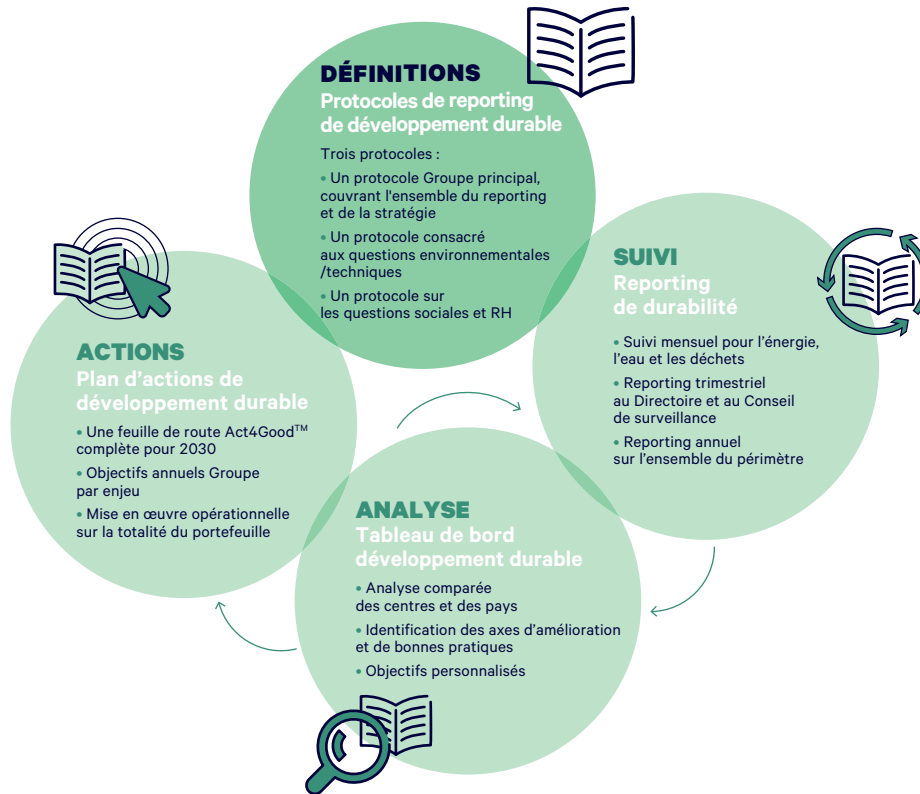 DÉFINITIONS
Protocoles de reporting
de développement durable
Trois protocoles :
• Un protocole Groupe principal,
couvrant l'ensemble du reporting
et de la stratégie
• Un protocole consacré
aux questions environnementales
/techniques
• Un protocole sur
les questions sociales et RH
SUIVI
Reporting
de durabilité
• Suivi mensuel pour l’énergie,
l’eau et les déchets
• Reporting trimestriel
au Directoire et au Conseil
de surveillance
• Reporting annuel
sur l’ensemble du périmètre
ANALYSE
Tableau de bord
développement durable
• Analyse comparée
des centres et des pays
• Identification des axes d’amélioration
et de bonnes pratiques
• Objectifs personnalisés
ACTIONS
Plan d’actions de
développement durable
• Une feuille de route Act4Good™
complète pour 2030
• Objectifs annuels Groupe
par enjeu
• Mise en œuvre opérationnelle
sur la totalité du portefeuille